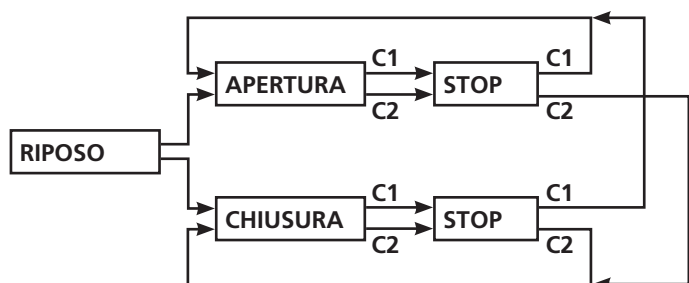 C1 C1
APERTURA STOP
C2 C2
RIPOSO
C1 C1
CHIUSURA STOP
C2 C2